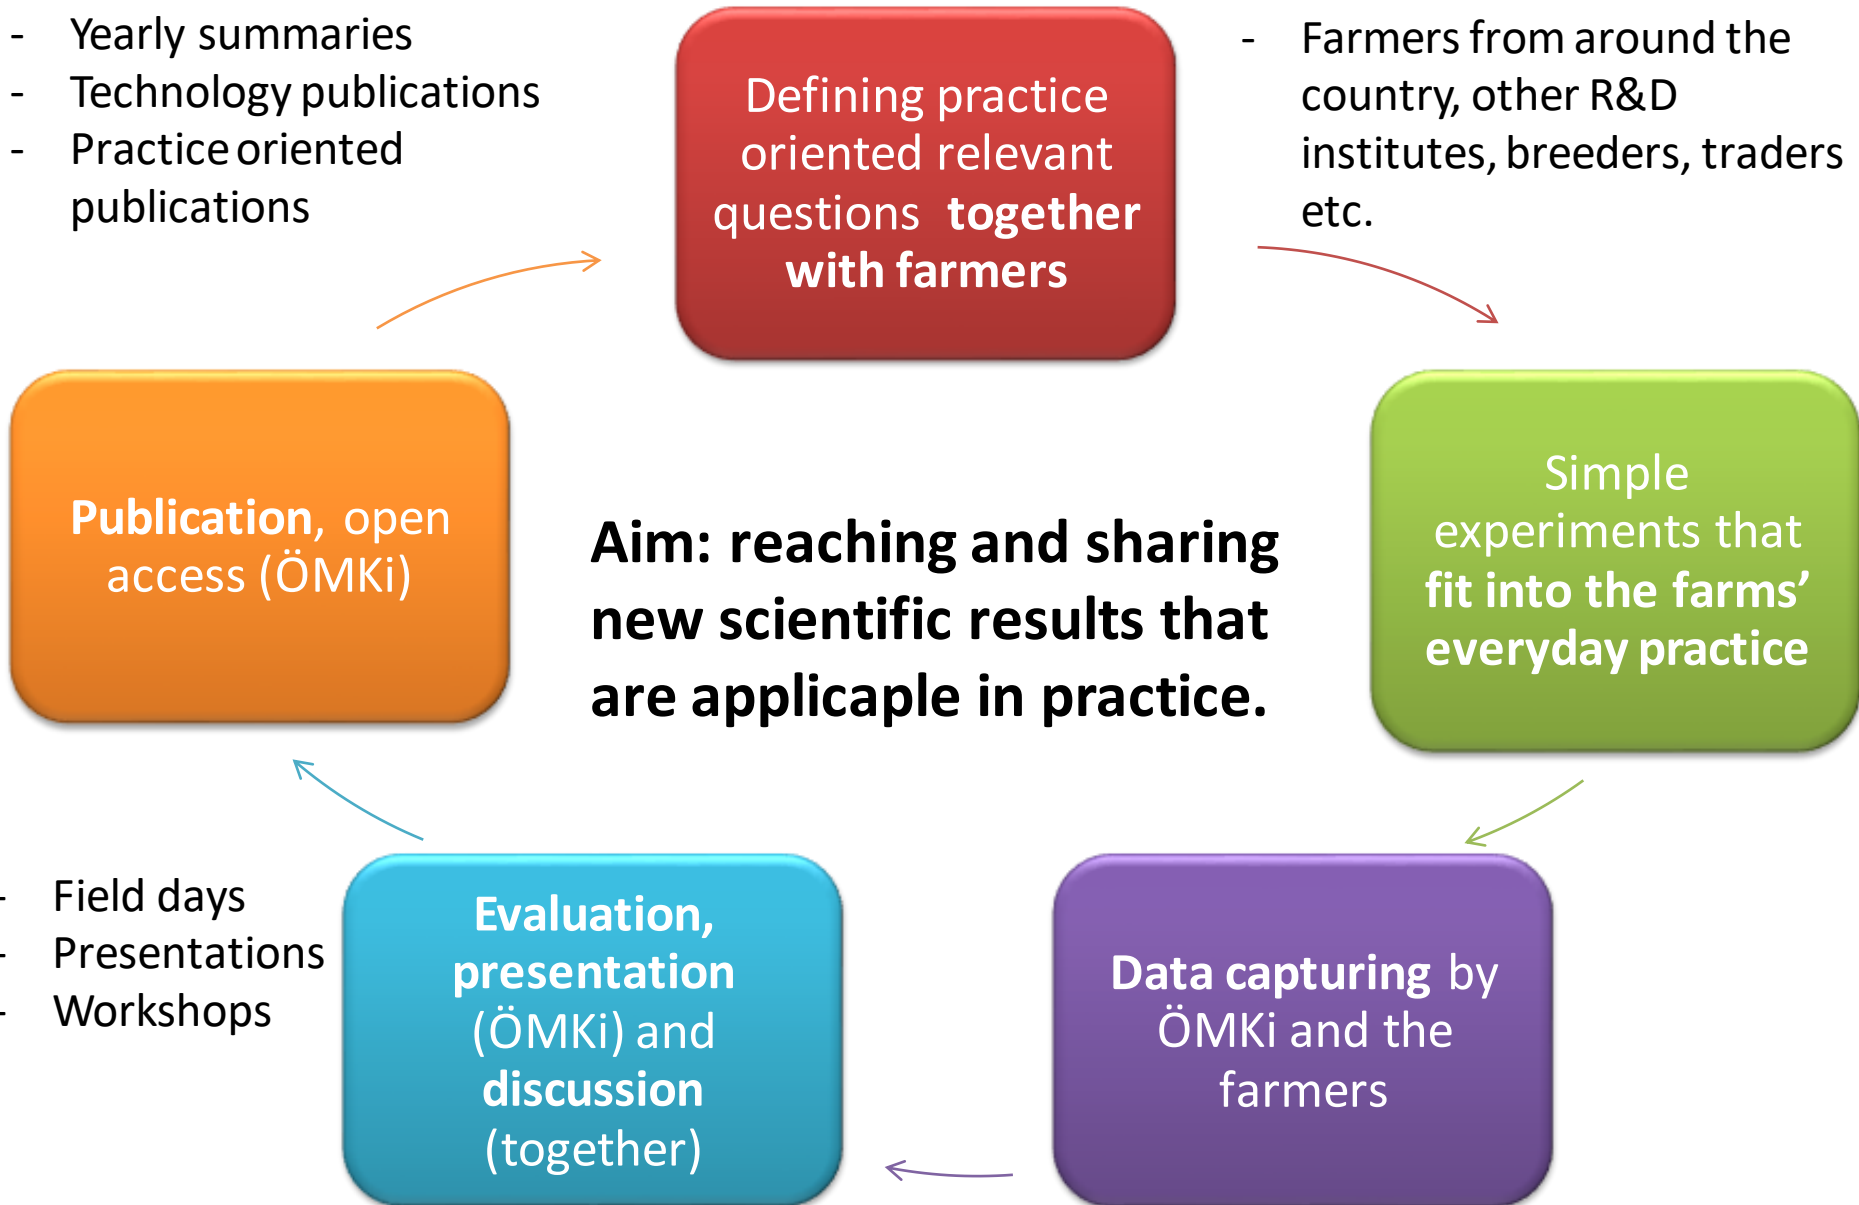 - Yearly summaries
- Technology publications
- Practice oriented
publications
Defining practice
oriented relevant
questions together
with farmers
- Farmers from around the
country, other R&D
institutes, breeders, traders
etc.
Publication, open
access (ÖMKi)
Aim: reaching and sharing
new scientific results that
are applicaple in practice.
Simple
experiments that
fit into the farms’
everyday practice
- Field days
- Presentations
- Workshops
Evaluation,
presentation
(ÖMKi) and
discussion
(together)
Data capturing by
ÖMKi and the
farmers